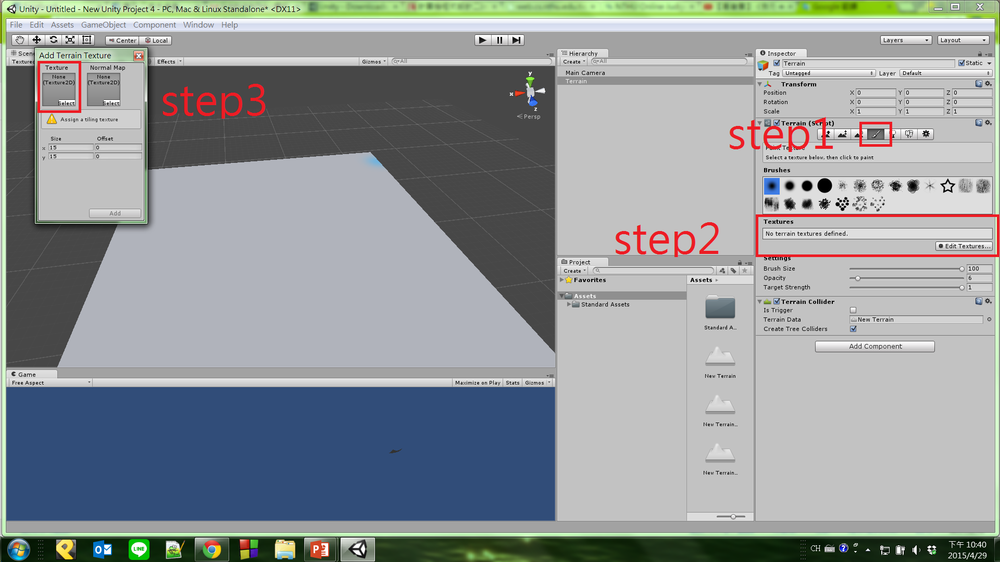 Unity - Untitled - New Unity Project 4 - PC, Mac & Linux Standalone* <DX11>
File Edit Assets GameObject Component Window Help
Center Local
Layers Layout
Scene
Textured
Effects
Gizmos
All
Add Terrain Texture
Texture Normal Map
None (Texture2D)
Select
None (Texture2D)
Select
Assign a tiling texture
Size Offset
x 15 0
y 15 0
Add
step3
y
x
z
Persp
Game
Free Aspect
Maximize on Play Stats Gizmos
Hierarchy
Create All
Main Camera
Terrain
step2
Project
Create
Favorites
Assets
Standard Assets
Assets
Standard A...
New Terrain
New Terrain...
New Terrain...
Inspector
Terrain Static
Tag Untagged Layer Default
Transform
Position X 0 Y 0 Z 0
Rotation X 0 Y 0 Z 0
Scale X 1 Y 1 Z 1
Terrain (Script)
step1
Paint Texture
Select a texture below, then click to paint
Brushes
Textures
No terrain textures defined.
Edit Textures...
Settings
Brush Size 100
Opacity 6
Target Strength 1
Terrain Collider
Is Trigger
Terrain Data New Terrain
Create Tree Colliders
Add Component
LINE
CH
下午 10:40
2015/4/29